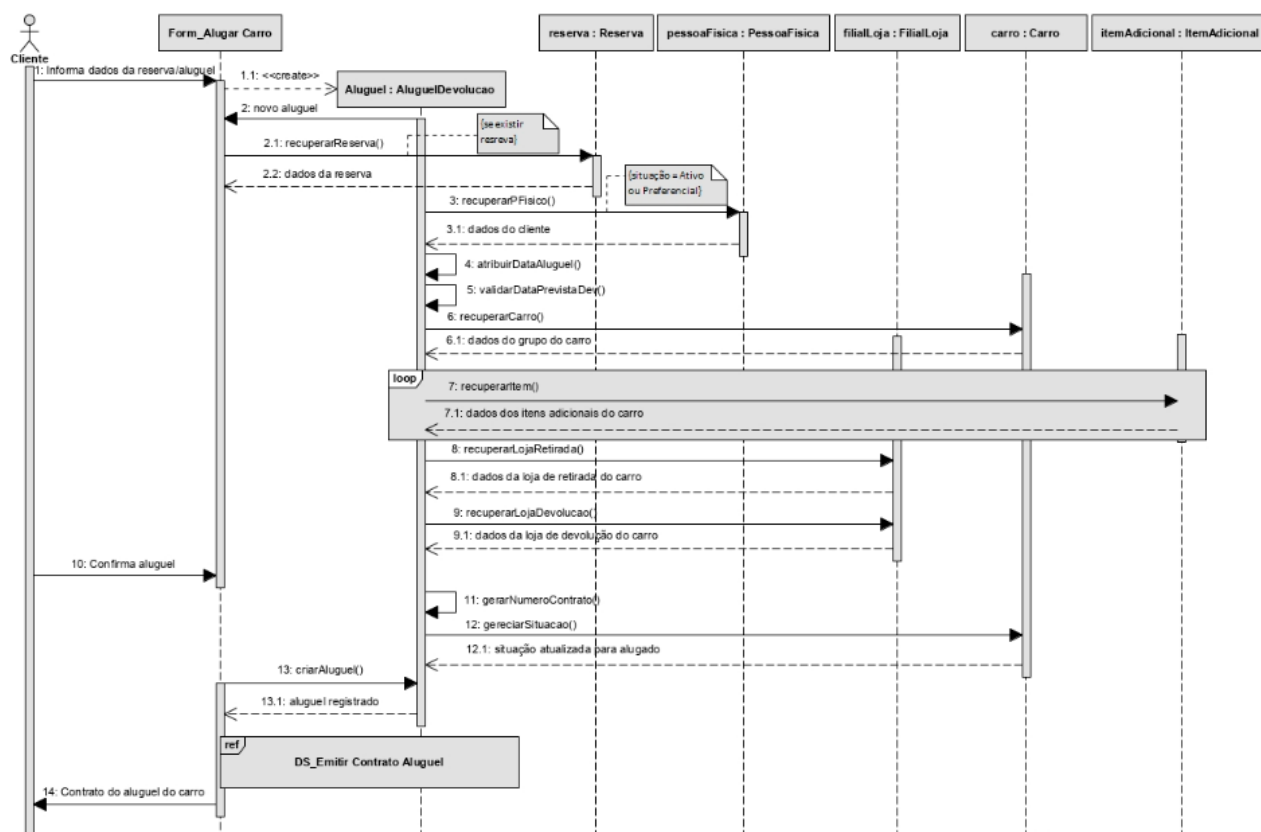 Cliente
Form_Alugar Carro
reserva : Reserva
pessoaFisica : PessoaFisica
filialLoja : FilialLoja
carro : Carro
itemAdicional : ItemAdicional
1: Informa dados da reserva/aluguel
1.1: <<create>>
Aluguel : AluguelDevolucao
2: novo aluguel
{se existir
resreva}
2.1: recuperarReserva()
2.2: dados da reserva
{situação = Ativo
ou Preferencial}
3: recuperarPFisico()
3.1: dados do cliente
4: atribuirDataAluguel()
5: validarDataPrevistaDev()
6: recuperarCarro()
6.1: dados do grupo do carro
loop
7: recuperarItem()
7.1: dados dos itens adicionais do carro
8: recuperarLojaRetirada()
8.1: dados da loja de retirada do carro
9: recuperarLojaDevolucao()
9.1: dados da loja de devolução do carro
10: Confirma aluguel
11: gerarNumeroContrato()
12: gereciarSituacao()
12.1: situação atualizada para alugado
13: criarAluguel()
13.1: aluguel registrado
ref
DS_Emitir Contrato Aluguel
14: Contrato do aluguel do carro